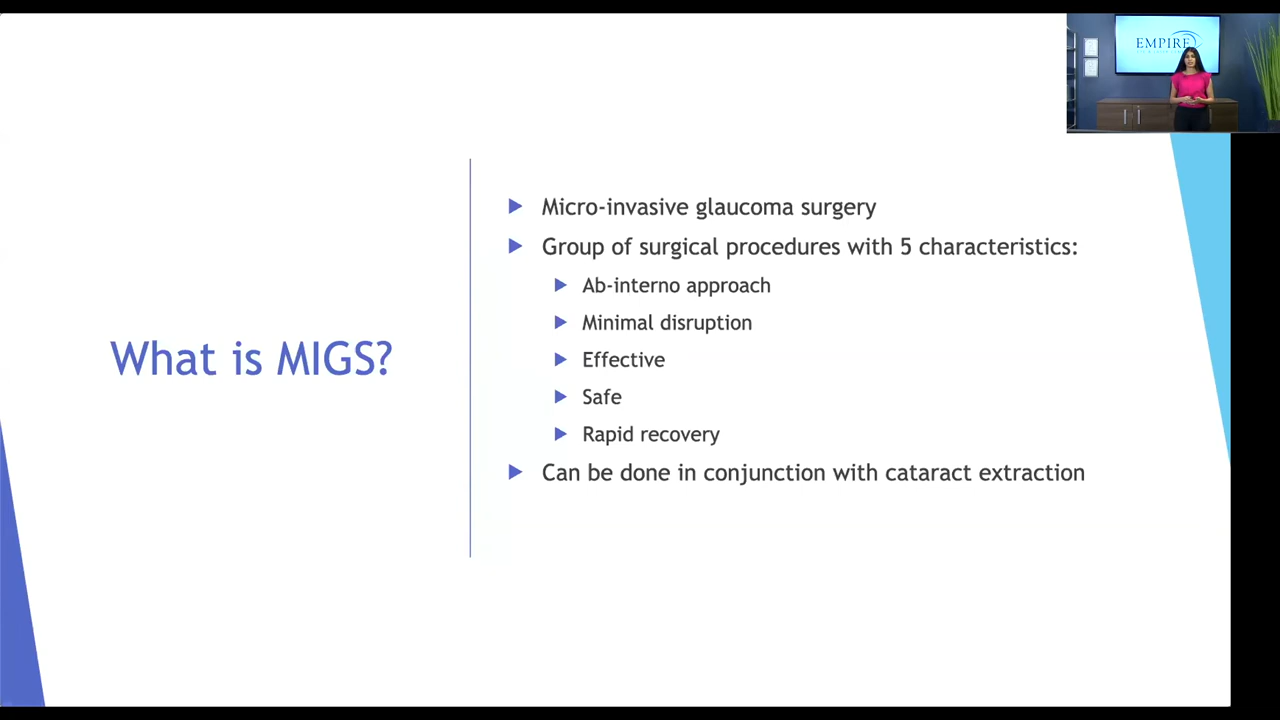 EMPIRE
What is MIGS?
Micro-invasive glaucoma surgery
Group of surgical procedures with 5 characteristics:
Ab-interno approach
Minimal disruption
Effective
Safe
Rapid recovery
Can be done in conjunction with cataract extraction